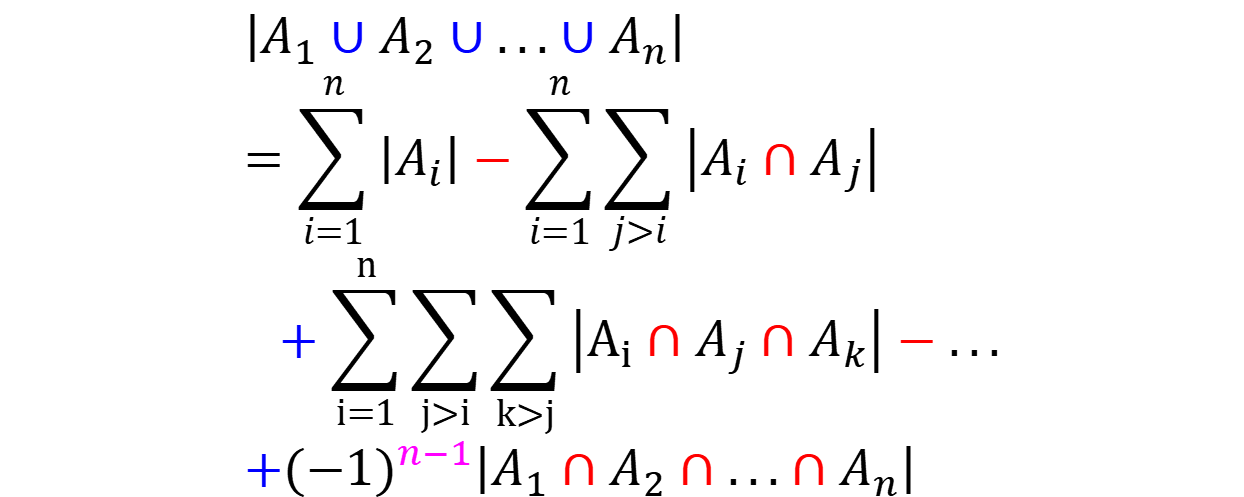 |A₁ ∪ A₂ ∪ … ∪ Aₙ|
= ∑ⁿᵢ₌₁ |Aᵢ| − ∑ⁿᵢ₌₁ ∑j>i |Aᵢ ∩ Aⱼ|
+ ∑ⁿᵢ₌₁ ∑j>i ∑k>j |Aᵢ ∩ Aⱼ ∩ Aₖ| − …
+(−1)ⁿ⁻¹|A₁ ∩ A₂ ∩ … ∩ Aₙ|